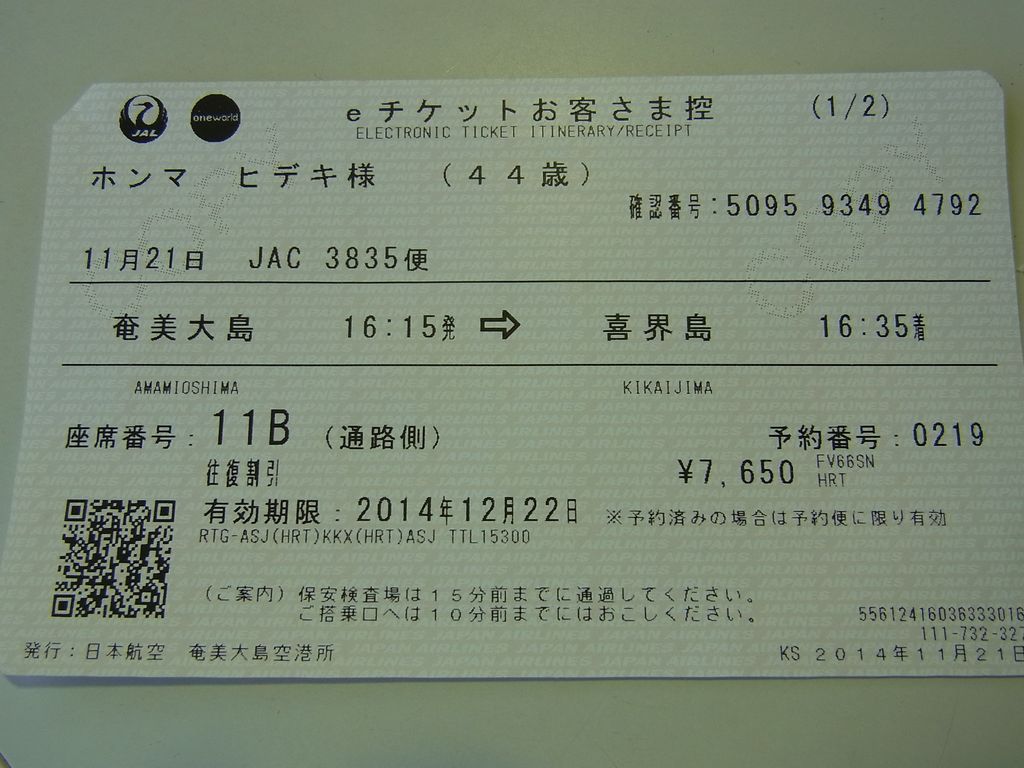 JAL
oneworld
eチケットお客さま控 (1/2)
ELECTRONIC TICKET ITINERARY/RECEIPT
ホンマ ヒデキ様 (44歳)
確認番号:5095 9349 4792
11月21日 JAC 3835便
奄美大島 16:15発 ⇨ 喜界島 16:35着
AMAMIOSHIMA KIKAIJIMA
座席番号:11B (通路側) 予約番号:0219
往復割引 ¥7,650 FV66SN
HRT
有効期限:2014年12月22日 ※予約済みの場合は予約便に限り有効
RTG-ASJ(HRT)KKX(HRT)ASJ TTL15300
(ご案内) 保安検査場は15分前までに通過してください。
ご搭乗口へは10分前までにはおこしください。
55612416036333016
111-732-327
発行:日本航空 奄美大島空港所 KS 2014年11月21日